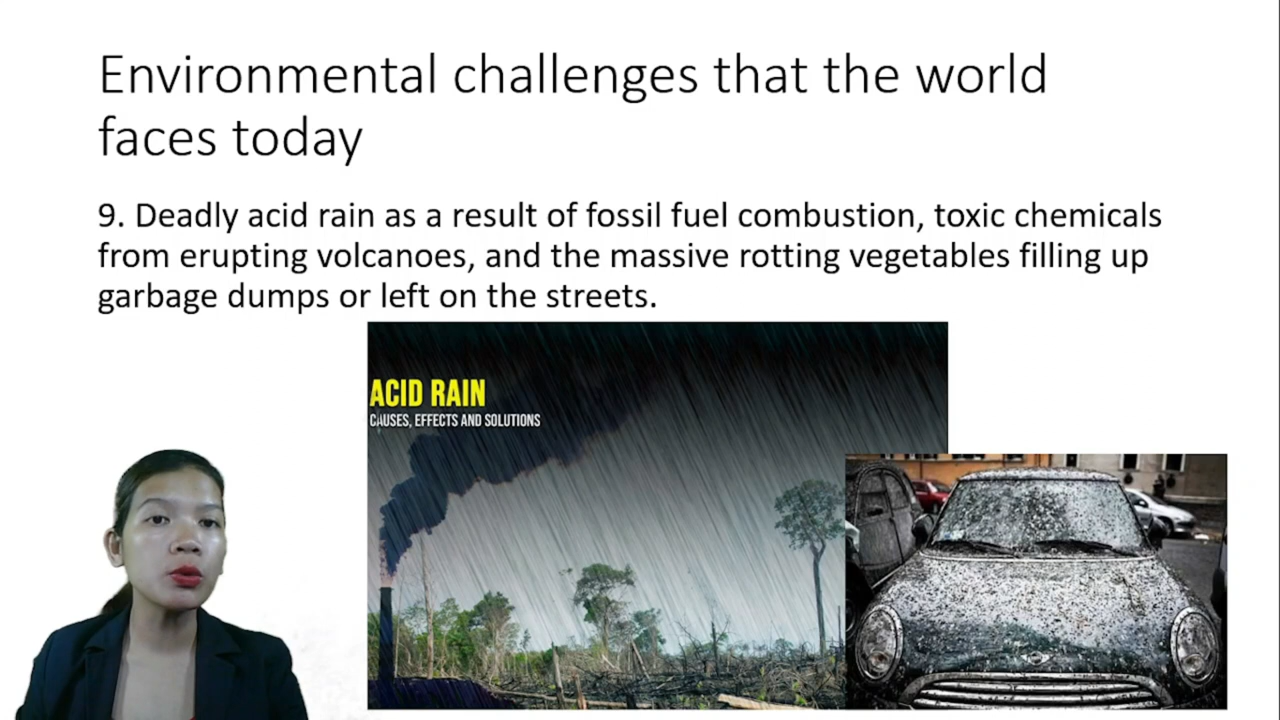 Environmental challenges that the world
faces today
9. Deadly acid rain as a result of fossil fuel combustion, toxic chemicals
from erupting volcanoes, and the massive rotting vegetables filling up
garbage dumps or left on the streets.
ACID RAIN
CAUSES, EFFECTS AND SOLUTIONS